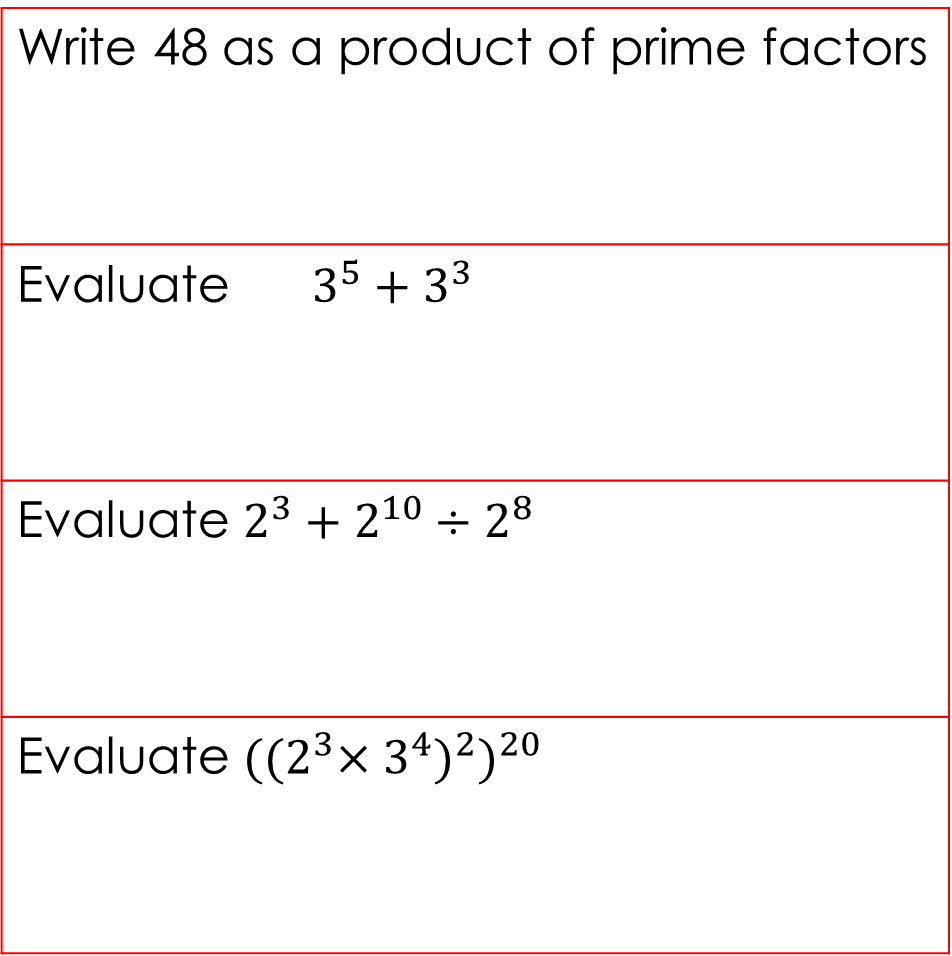 Write 48 as a product of prime factors
Evaluate 3⁵ + 3³
Evaluate 2³ + 2¹⁰ ÷ 2⁸
Evaluate ((2³× 3⁴)²)²⁰